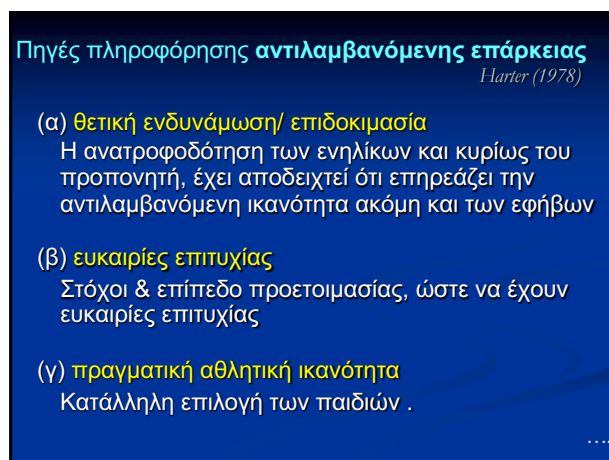 Πηγές πληροφόρησης αντιλαμβανόμενης επάρκειας
Harter (1978)
(α) θετική ενδυνάμωση/ επιδοκιμασία
Η ανατροφοδότηση των ενηλίκων και κυρίως του
προπονητή, έχει αποδειχτεί ότι επηρεάζει την
αντιλαμβανόμενη ικανότητα ακόμη και των εφήβων
(β) ευκαιρίες επιτυχίας
Στόχοι & επίπεδο προετοιμασίας, ώστε να έχουν
ευκαιρίες επιτυχίας
(γ) πραγματική αθλητική ικανότητα
Κατάλληλη επιλογή των παιδιών .
….